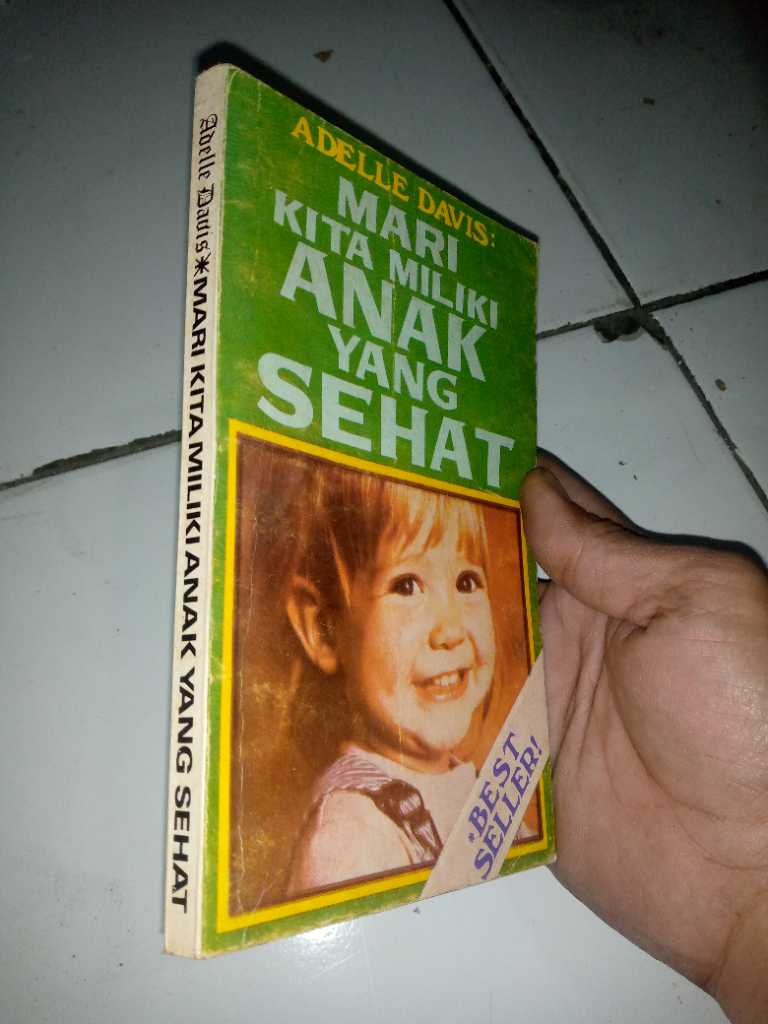 Adelle Davis*MARI KITA MILIKI ANAK YANG SEHAT
ADELLE DAVIS:
MARI
KITA MILIKI
ANAK
YANG
SEHAT
*BEST
SELLER!